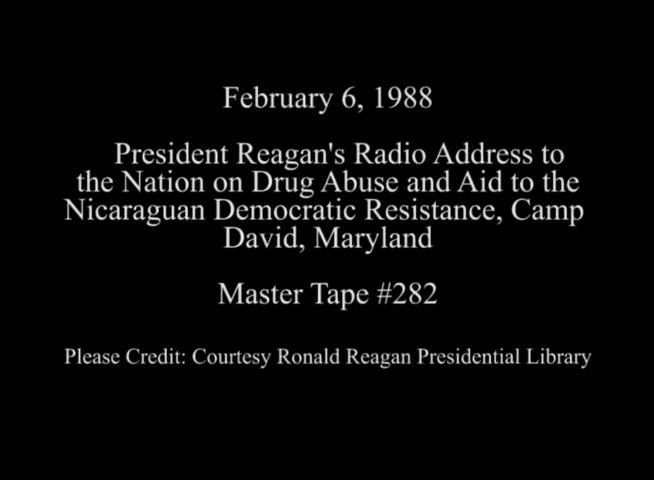 February 6, 1988
President Reagan's Radio Address to
the Nation on Drug Abuse and Aid to the
Nicaraguan Democratic Resistance, Camp
David, Maryland
Master Tape #282
Please Credit: Courtesy Ronald Reagan Presidential Library